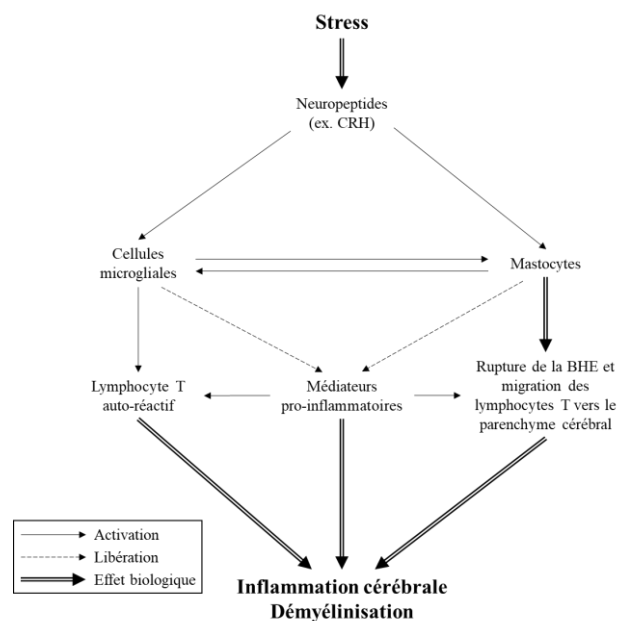 Stress
Neuropeptides
(ex. CRH)
Cellules
microgliales
Mastocytes
Lymphocyte T
auto-réactif
Médiateurs
pro-inflammatoires
Rupture de la BHE et
migration des
lymphocytes T vers le
parenchyme cérébral
Activation
Libération
Effet biologique
Inflammation cérébrale
Démyélinisation